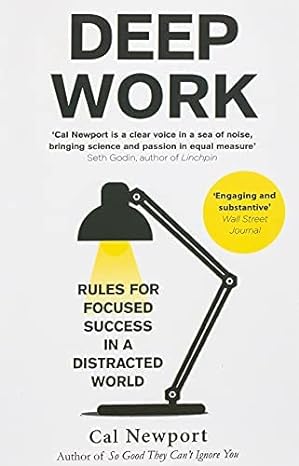 DEEP
WORK
'Cal Newport is a clear voice in a sea of noise,
bringing science and passion in equal measure'
Seth Godin, author of Linchpin
'Engaging and
substantive'
Wall Street
Journal
RULES FOR
FOCUSED
SUCCESS
IN A
DISTRACTED
WORLD
Cal Newport
Author of So Good They Can't Ignore You